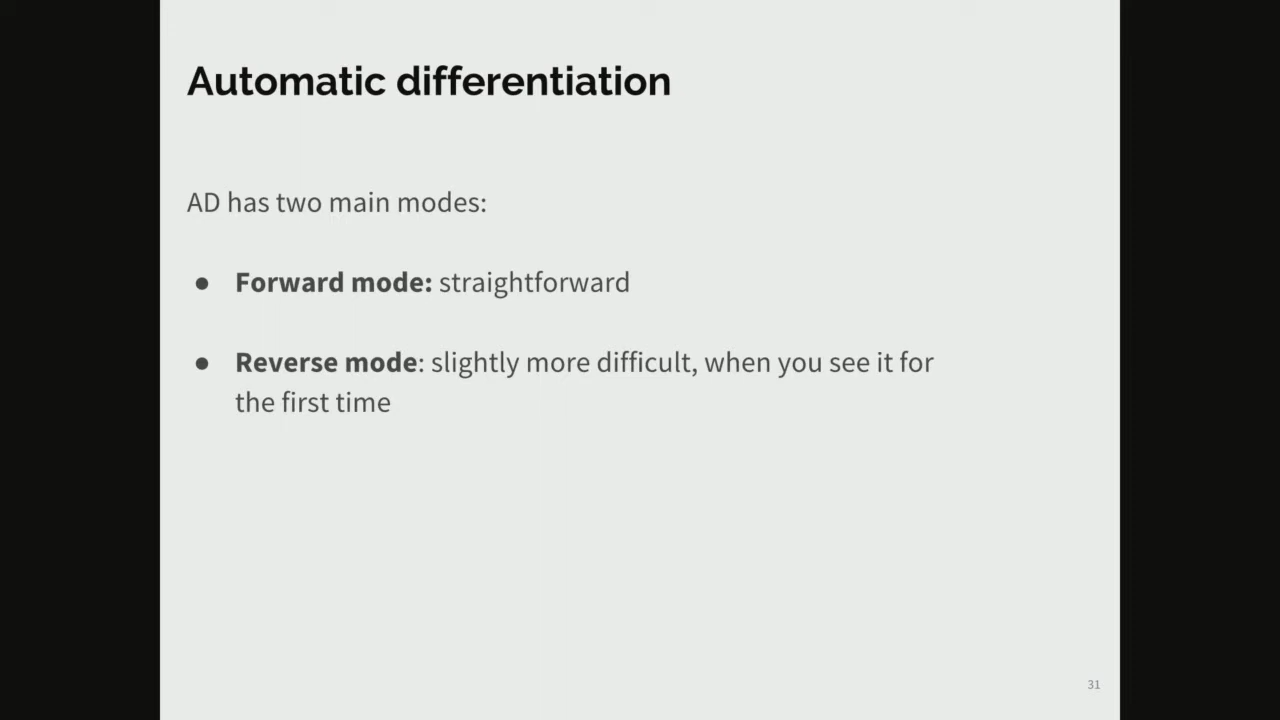 Automatic differentiation
AD has two main modes:
● Forward mode: straightforward
● Reverse mode: slightly more difficult, when you see it for
the first time
31